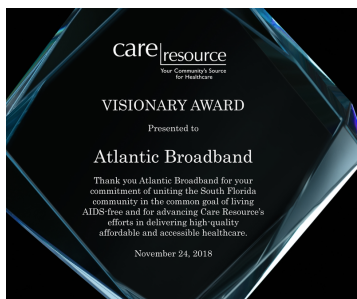 care resource
Your Community's Source
for Healthcare
VISIONARY AWARD
Presented to
Atlantic Broadband
Thank you Atlantic Broadband for your
commitment of uniting the South Florida
community in the common goal of living
AIDS-free and for advancing Care Resource's
efforts in delivering high-quality
affordable and accessible healthcare.
November 24, 2018